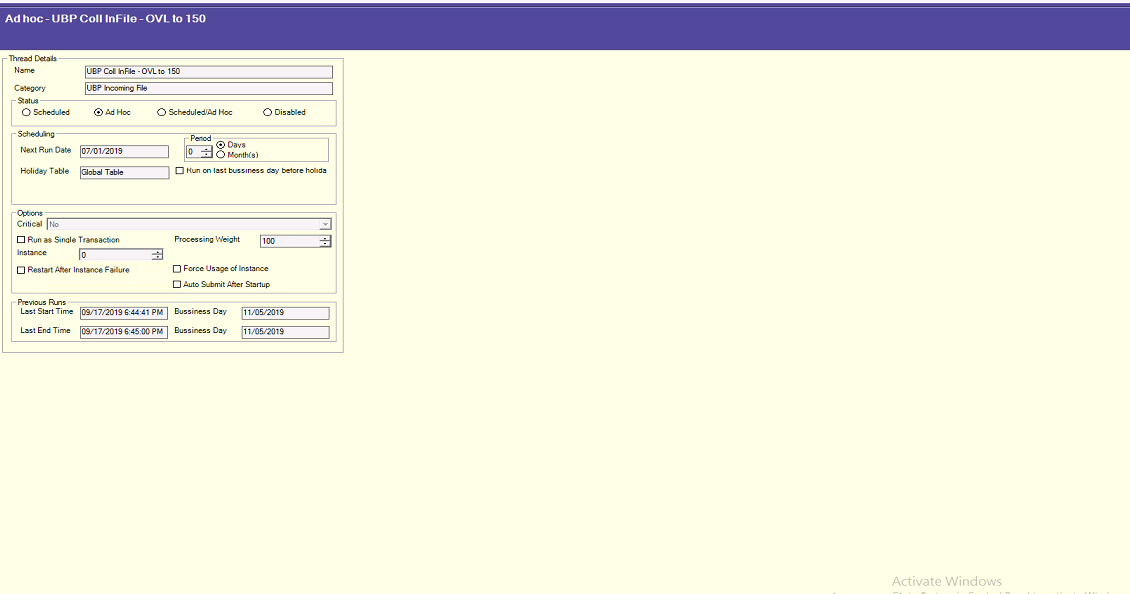 Ad hoc - UBP Coll InFile - OVL to 150
Thread Details
Name UBP Coll InFile - OVL to 150
Category UBP Incoming File
Status
Scheduled Ad Hoc Scheduled/Ad Hoc Disabled
Scheduling
Period
Next Run Date 07/01/2019 0 Days
Month(s)
Holiday Table Global Table Run on last bussiness day before holida
Options
Critical No
Run as Single Transaction Processing Weight 100
Instance 0
Restart After Instance Failure Force Usage of Instance
Auto Submit After Startup
Previous Runs
Last Start Time 09/17/2019 6:44:41 PM Bussiness Day 11/05/2019
Last End Time 09/17/2019 6:45:00 PM Bussiness Day 11/05/2019
Activate Windows